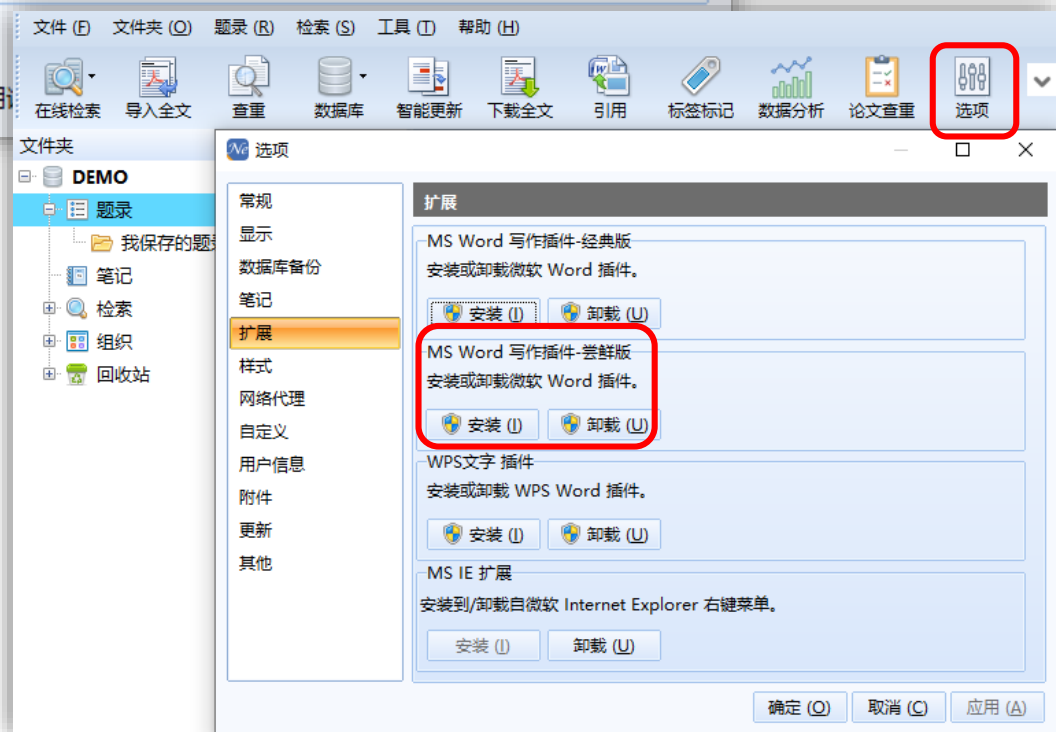 文件 (F) 文件夹 (O) 题录 (R) 检索 (S) 工具 (T) 帮助 (H)
在线检索 导入全文 查重 数据库 智能更新 下载全文 引用 标签标记 数据分析 论文查重 选项
文件夹
DEMO
题录
我保存的题
笔记
检索
组织
回收站
Ne 选项
常规
显示
数据库备份
笔记
扩展
样式
网络代理
自定义
用户信息
附件
更新
其他
扩展
MS Word 写作插件-经典版
安装或卸载微软 Word 插件。
安装 (I) 卸载 (U)
MS Word 写作插件-尝鲜版
安装或卸载微软 Word 插件。
安装 (I) 卸载 (U)
WPS文字 插件
安装或卸载 WPS Word 插件。
安装 (I) 卸载 (U)
MS IE 扩展
安装到/卸载自微软 Internet Explorer 右键菜单。
安装 (I) 卸载 (U)
确定 (O) 取消 (C) 应用 (A)